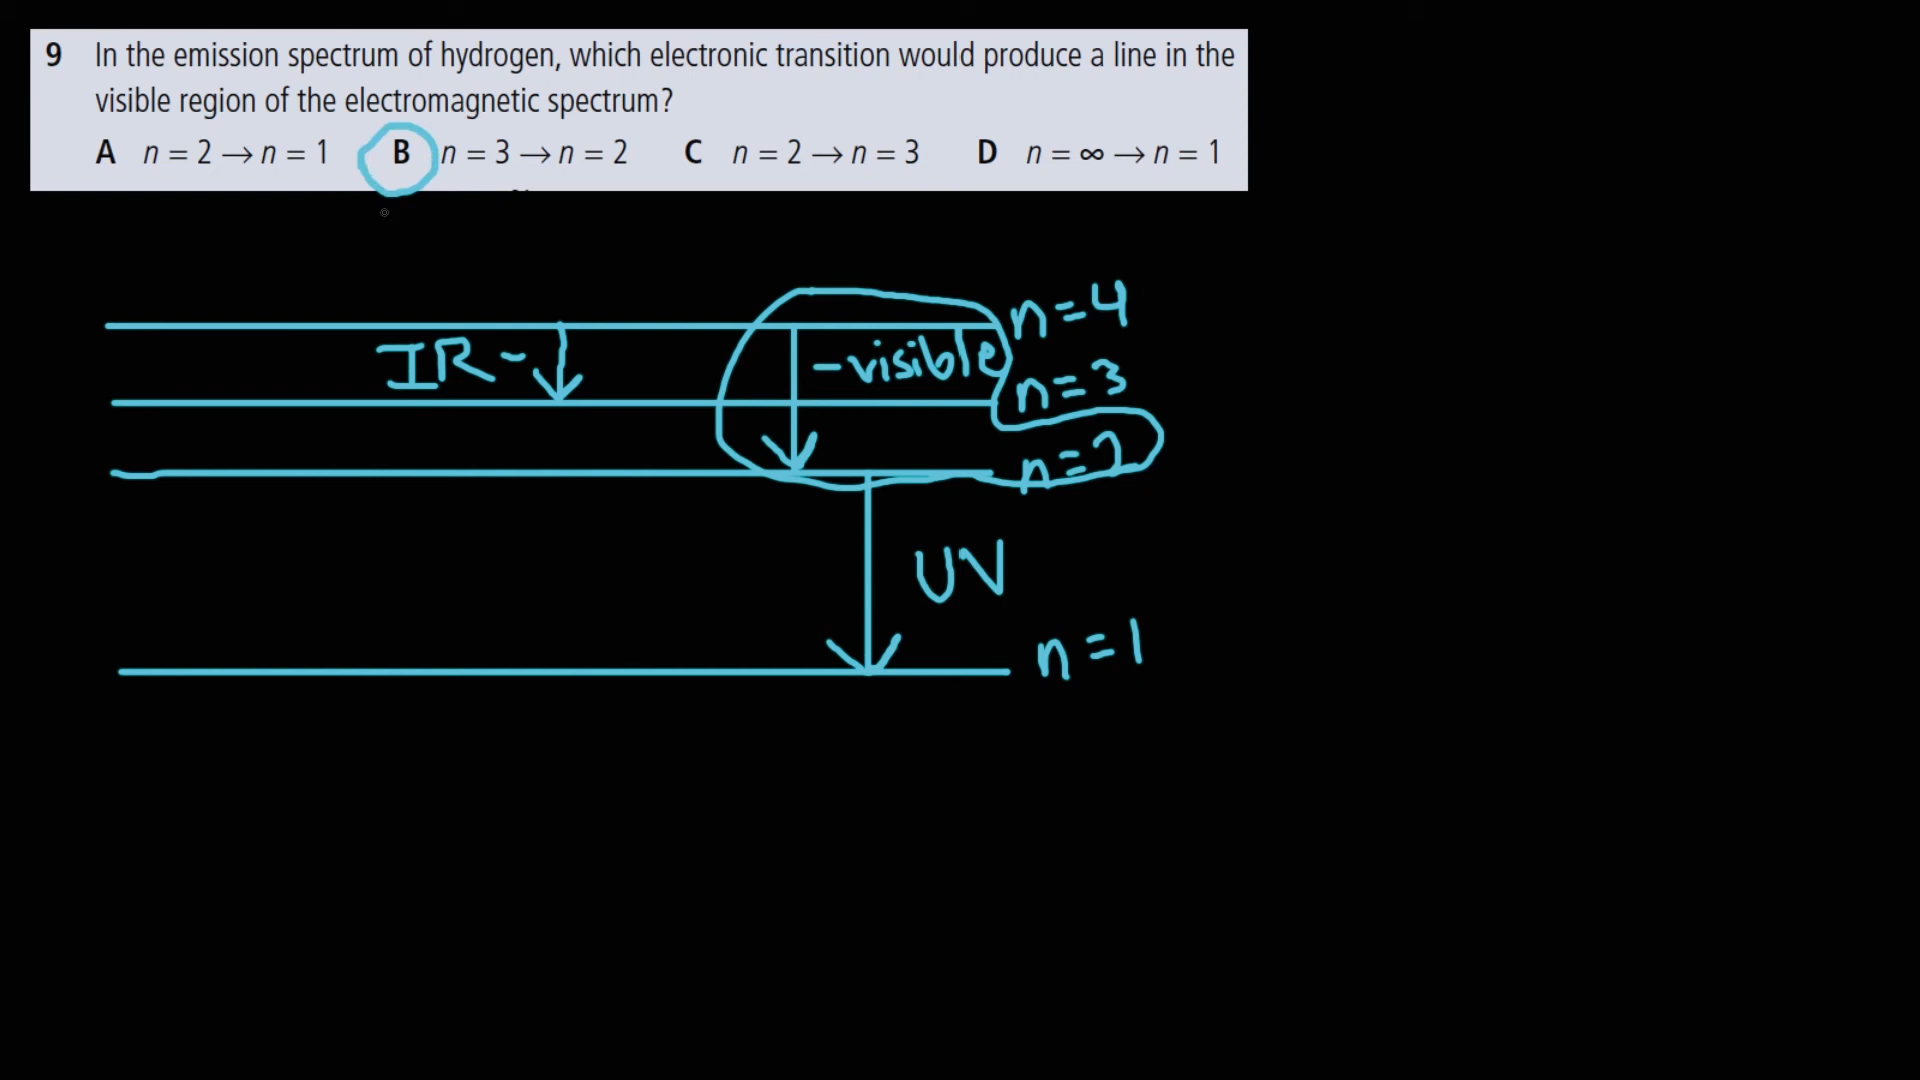 9 In the emission spectrum of hydrogen, which electronic transition would produce a line in the
visible region of the electromagnetic spectrum?
A n = 2 → n = 1 B n = 3 → n = 2 C n = 2 → n = 3 D n = ∞ → n = 1
n=4
IR - - visible
n=3
n=2
UV
n=1